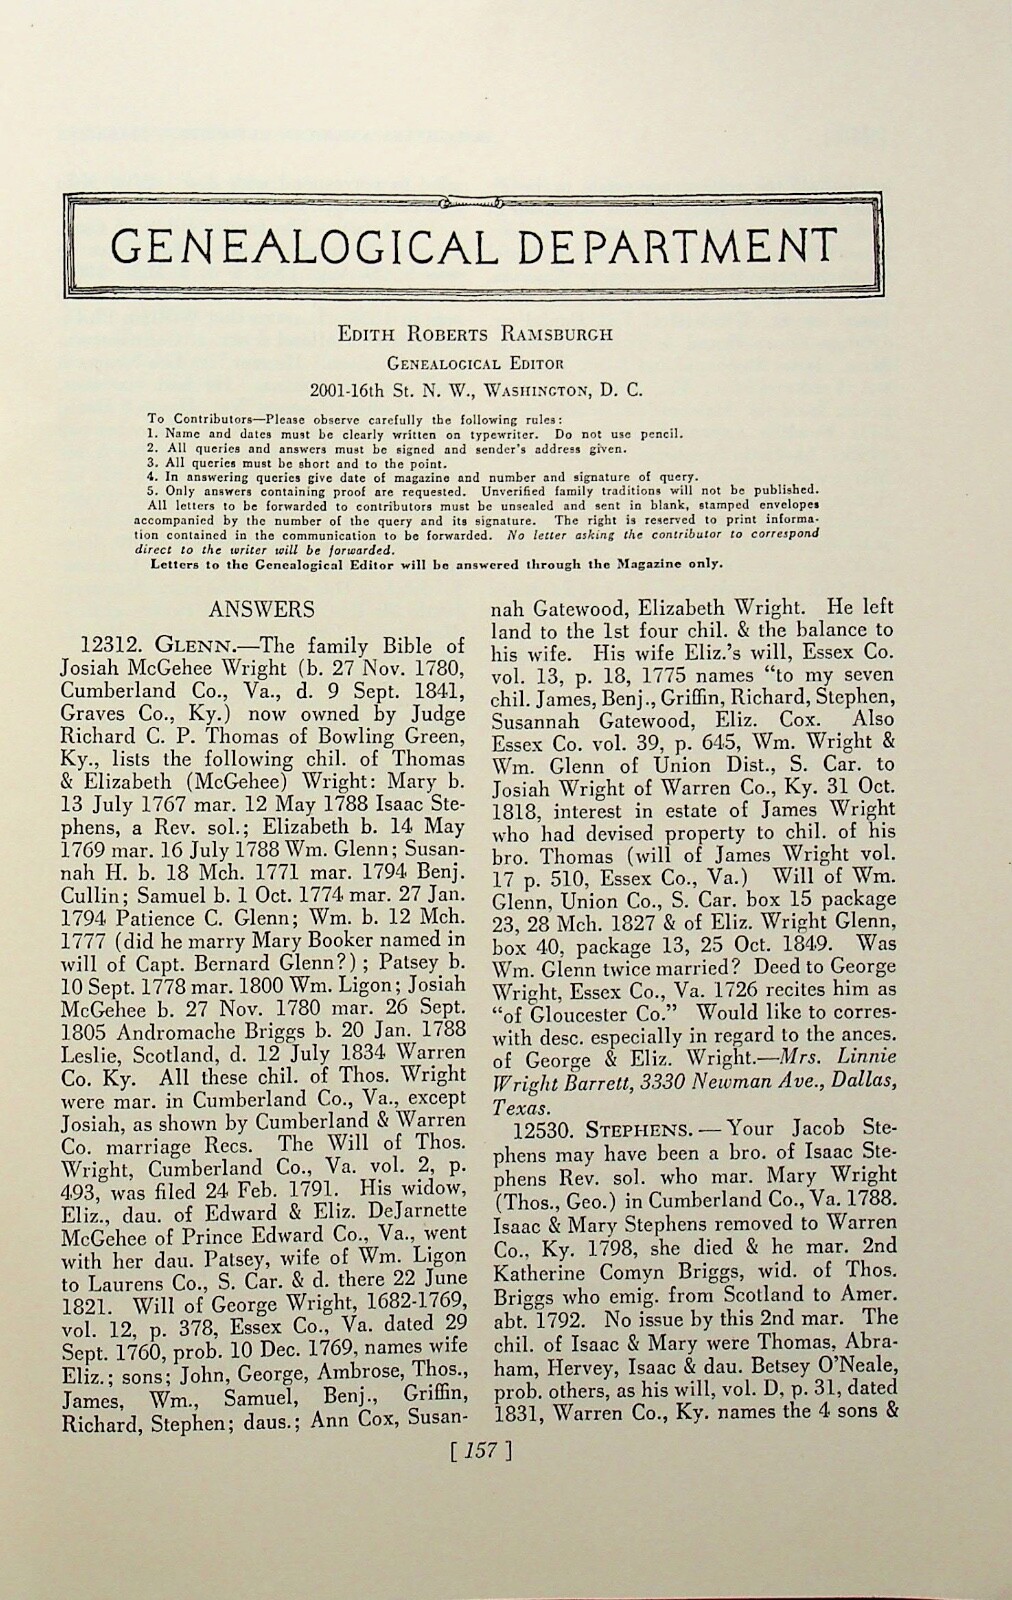 GENEALOGICAL DEPARTMENT
EDITH ROBERTS RAMSBURGH
GENEALOGICAL EDITOR
2001-16th St. N. W., WASHINGTON, D. C.
To Contributors—Please observe carefully the following rules:
1. Name and dates must be clearly written on typewriter. Do not use pencil.
2. All queries and answers must be signed and sender's address given.
3. All queries must be short and to the point.
4. In answering queries give date of magazine and number and signature of query.
5. Only answers containing proof are requested. Unverified family traditions will not be published.
All letters to be forwarded to contributors must be unsealed and sent in blank, stamped envelopes
accompanied by the number of the query and its signature. The right is reserved to print informa-
tion contained in the communication to be forwarded. No letter asking the contributor to correspond
direct to the writer will be forwarded.
Letters to the Genealogical Editor will be answered through the Magazine only.
ANSWERS
12312. GLENN.—The family Bible of
Josiah McGehee Wright (b. 27 Nov. 1780,
Cumberland Co., Va., d. 9 Sept. 1841,
Graves Co., Ky.) now owned by Judge
Richard C. P. Thomas of Bowling Green,
Ky., lists the following chil. of Thomas
& Elizabeth (McGehee) Wright: Mary b.
13 July 1767 mar. 12 May 1788 Isaac Ste-
phens, a Rev. sol.; Elizabeth b. 14 May
1769 mar. 16 July 1788 Wm. Glenn; Susan-
nah H. b. 18 Mch. 1771 mar. 1794 Benj.
Cullin; Samuel b. 1 Oct. 1774 mar. 27 Jan.
1794 Patience C. Glenn; Wm. b. 12 Mch.
1777 (did he marry Mary Booker named in
will of Capt. Bernard Glenn?); Patsey b.
10 Sept. 1778 mar. 1800 Wm. Ligon; Josiah
McGehee b. 27 Nov. 1780 mar. 26 Sept.
1805 Andromache Briggs b. 20 Jan. 1788
Leslie, Scotland, d. 12 July 1834 Warren
Co. Ky. All these chil. of Thos. Wright
were mar. in Cumberland Co., Va., except
Josiah, as shown by Cumberland & Warren
Co. marriage Recs. The Will of Thos.
Wright, Cumberland Co., Va. vol. 2, p.
493, was filed 24 Feb. 1791. His widow,
Eliz., dau. of Edward & Eliz. DeJarnette
McGehee of Prince Edward Co., Va., went
with her dau. Patsey, wife of Wm. Ligon
to Laurens Co., S. Car. & d. there 22 June
1821. Will of George Wright, 1682-1769,
vol. 12, p. 378, Essex Co., Va. dated 29
Sept. 1760, prob. 10 Dec. 1769, names wife
Eliz.; sons; John, George, Ambrose, Thos.,
James, Wm., Samuel, Benj., Griffin,
Richard, Stephen; daus.; Ann Cox, Susan-
nah Gatewood, Elizabeth Wright. He left
land to the 1st four chil. & the balance to
his wife. His wife Eliz.'s will, Essex Co.
vol. 13, p. 18, 1775 names "to my seven
chil. James, Benj., Griffin, Richard, Stephen,
Susannah Gatewood, Eliz. Cox. Also
Essex Co. vol. 39, p. 645, Wm. Wright &
Wm. Glenn of Union Dist., S. Car. to
Josiah Wright of Warren Co., Ky. 31 Oct.
1818, interest in estate of James Wright
who had devised property to chil. of his
bro. Thomas (will of James Wright vol.
17 p. 510, Essex Co., Va.) Will of Wm.
Glenn, Union Co., S. Car. box 15 package
23, 28 Mch. 1827 & of Eliz. Wright Glenn,
box 40, package 13, 25 Oct. 1849. Was
Wm. Glenn twice married? Deed to George
Wright, Essex Co., Va. 1726 recites him as
"of Gloucester Co." Would like to corres-
with desc. especially in regard to the ances.
of George & Eliz. Wright.—Mrs. Linnie
Wright Barrett, 3330 Newman Ave., Dallas,
Texas.
12530. STEPHENS.—Your Jacob Ste-
phens may have been a bro. of Isaac Ste-
phens Rev. sol. who mar. Mary Wright
(Thos., Geo.) in Cumberland Co., Va. 1788.
Isaac & Mary Stephens removed to Warren
Co., Ky. 1798, she died & he mar. 2nd
Katherine Comyn Briggs, wid. of Thos.
Briggs who emig. from Scotland to Amer.
abt. 1792. No issue by this 2nd mar. The
chil. of Isaac & Mary were Thomas, Abra-
ham, Hervey, Isaac & dau. Betsey O'Neale,
prob. others, as his will, vol. D, p. 31, dated
1831, Warren Co., Ky. names the 4 sons &
[ 157 ]